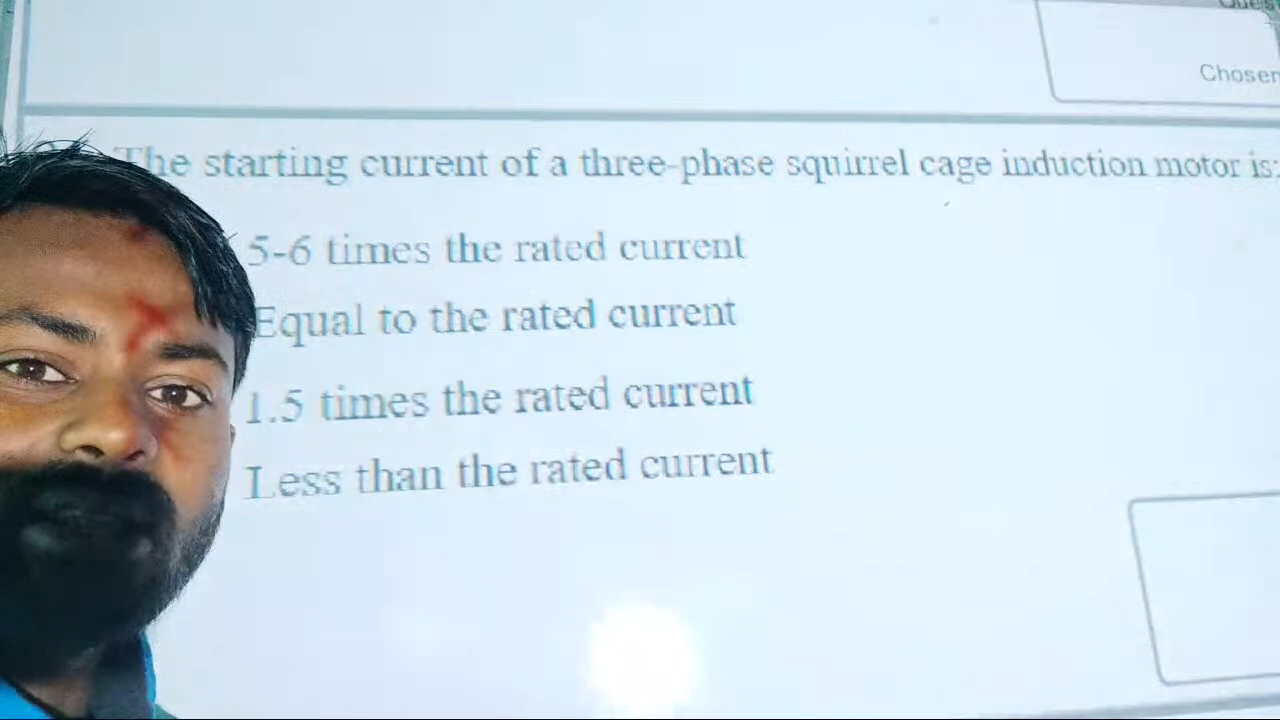 Chosen
The starting current of a three-phase squirrel cage induction motor is:
5-6 times the rated current
Equal to the rated current
1.5 times the rated current
Less than the rated current